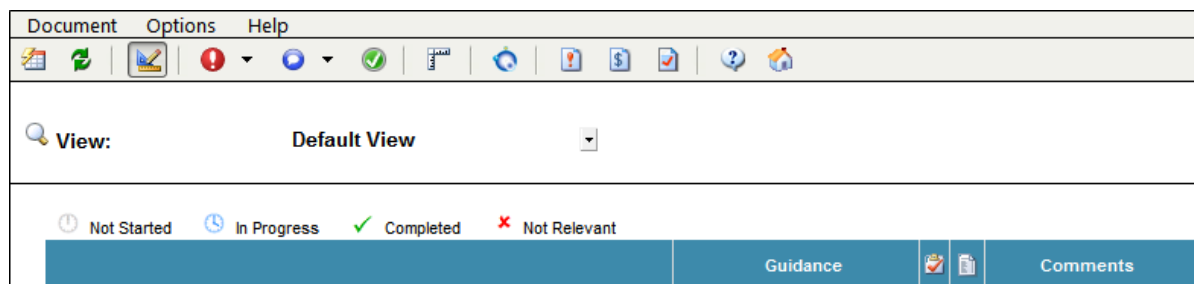 Document Options Help
View: Default View
Not Started In Progress Completed Not Relevant
Guidance Comments